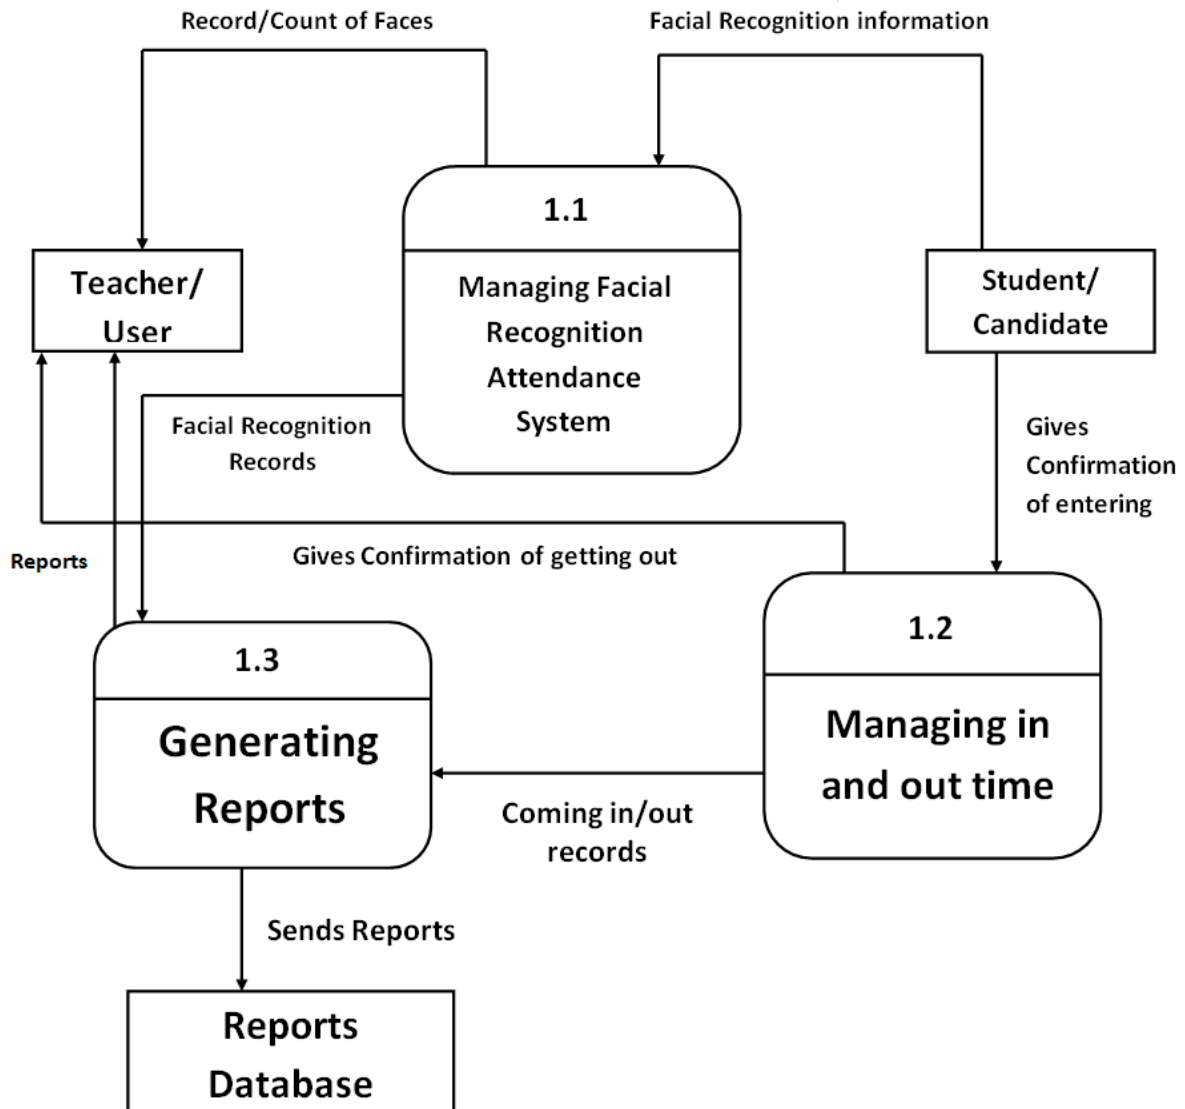 Record/Count of Faces
Facial Recognition information
1.1
Managing Facial
Recognition
Attendance
System
Teacher/
User
Student/
Candidate
Facial Recognition
Records
Gives
Confirmation
of entering
Reports
Gives Confirmation of getting out
1.2
Managing in
and out time
1.3
Generating
Reports
Coming in/out
records
Sends Reports
Reports
Database